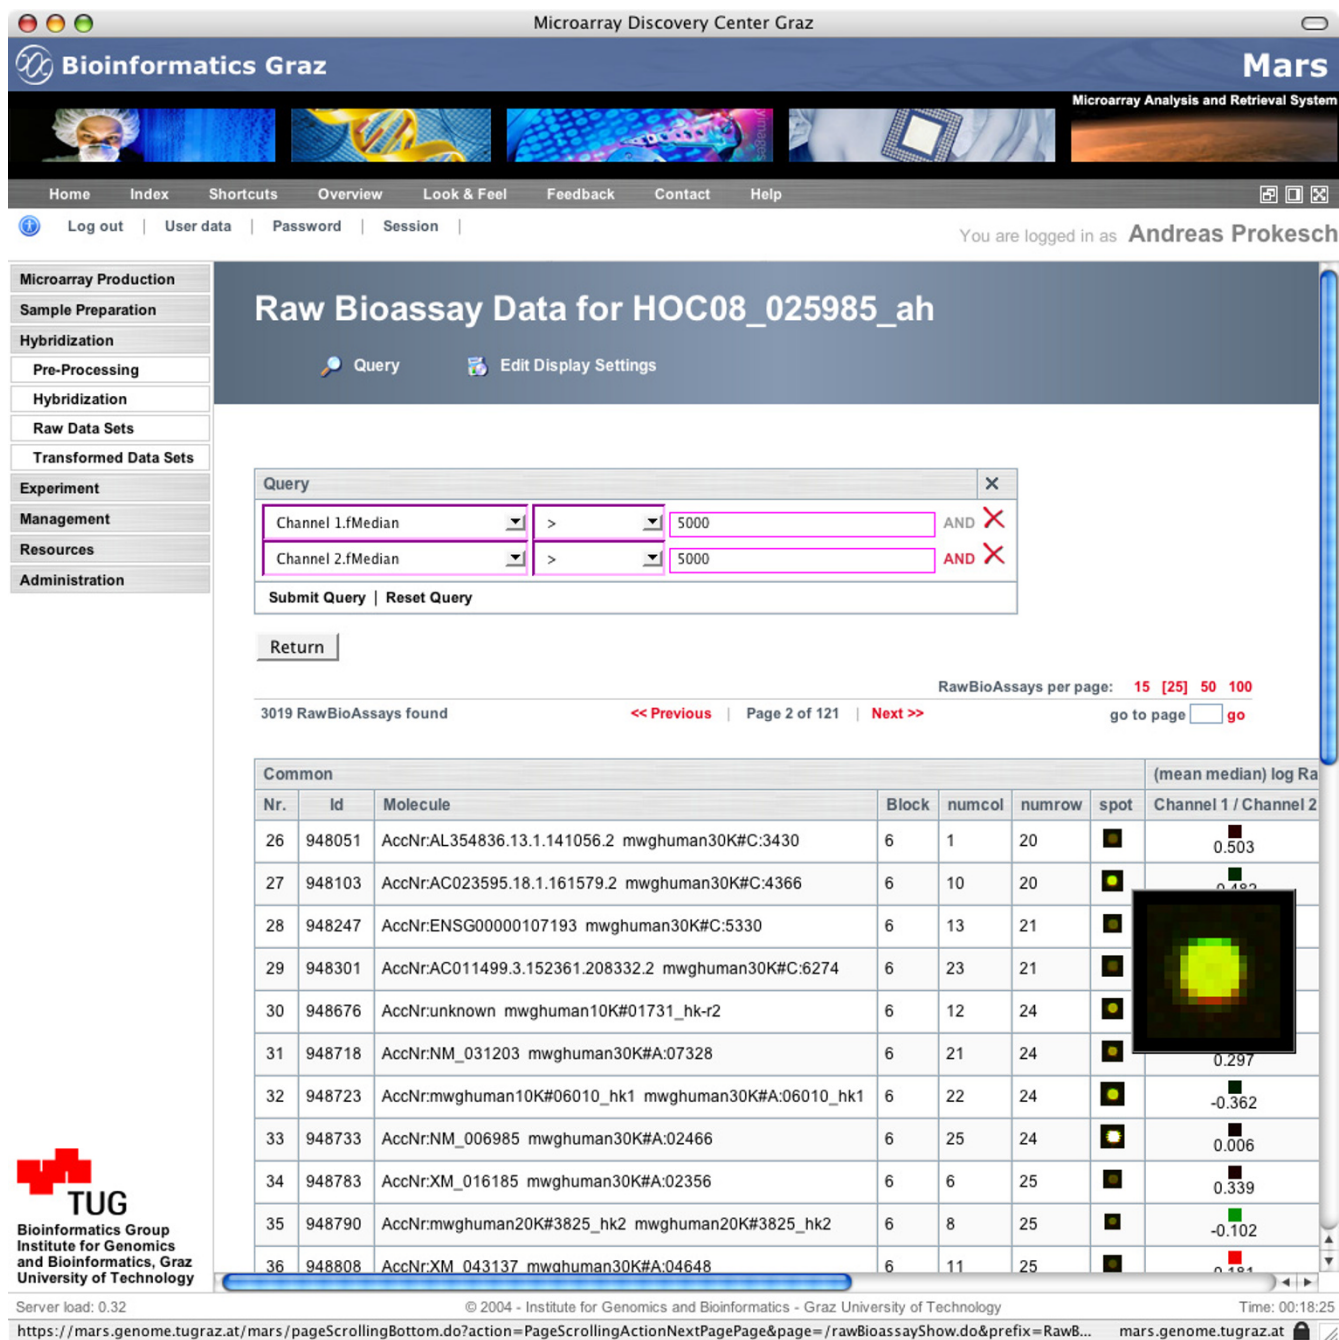 Microarray Discovery Center Graz
Bioinformatics Graz
Mars
Microarray Analysis and Retrieval System
Home Index Shortcuts Overview Look & Feel Feedback Contact Help
Log out | User data | Password | Session |
You are logged in as Andreas Prokesch
Microarray Production
Sample Preparation
Hybridization
Pre-Processing
Hybridization
Raw Data Sets
Transformed Data Sets
Experiment
Management
Resources
Administration
Raw Bioassay Data for HOC08_025985_ah
Query Edit Display Settings
Query
Channel 1.fMedian > 5000 AND
Channel 2.fMedian > 5000 AND
Submit Query | Reset Query
Return
RawBioAssays per page: 15 [25] 50 100
3019 RawBioAssays found << Previous | Page 2 of 121 | Next >> go to page go
Common (mean median) log Ra
Nr. Id Molecule Block numcol numrow spot Channel 1 / Channel 2
26 948051 AccNr:AL354836.13.1.141056.2 mwghuman30K#C:3430 6 1 20 0.503
27 948103 AccNr:AC023595.18.1.161579.2 mwghuman30K#C:4366 6 10 20
28 948247 AccNr:ENSG00000107193 mwghuman30K#C:5330 6 13 21
29 948301 AccNr:AC011499.3.152361.208332.2 mwghuman30K#C:6274 6 23 21
30 948676 AccNr:unknown mwghuman10K#01731_hk-r2 6 12 24
31 948718 AccNr:NM_031203 mwghuman30K#A:07328 6 21 24 0.297
32 948723 AccNr:mwghuman10K#06010_hk1 mwghuman30K#A:06010_hk1 6 22 24 -0.362
33 948733 AccNr:NM_006985 mwghuman30K#A:02466 6 25 24 0.006
34 948783 AccNr:XM_016185 mwghuman30K#A:02356 6 6 25 0.339
35 948790 AccNr:mwghuman20K#3825_hk2 mwghuman20K#3825_hk2 6 8 25 -0.102
36 948808 AccNr:XM_043137 mwghuman30K#A:04648 6 11 25
TUG
Bioinformatics Group
Institute for Genomics
and Bioinformatics, Graz
University of Technology
Server load: 0.32 © 2004 - Institute for Genomics and Bioinformatics - Graz University of Technology Time: 00:18:25
https://mars.genome.tugraz.at/mars/pageScrollingBottom.do?action=PageScrollingActionNextPagePage&page=/rawBioassayShow.do&prefix=RawB... mars.genome.tugraz.at